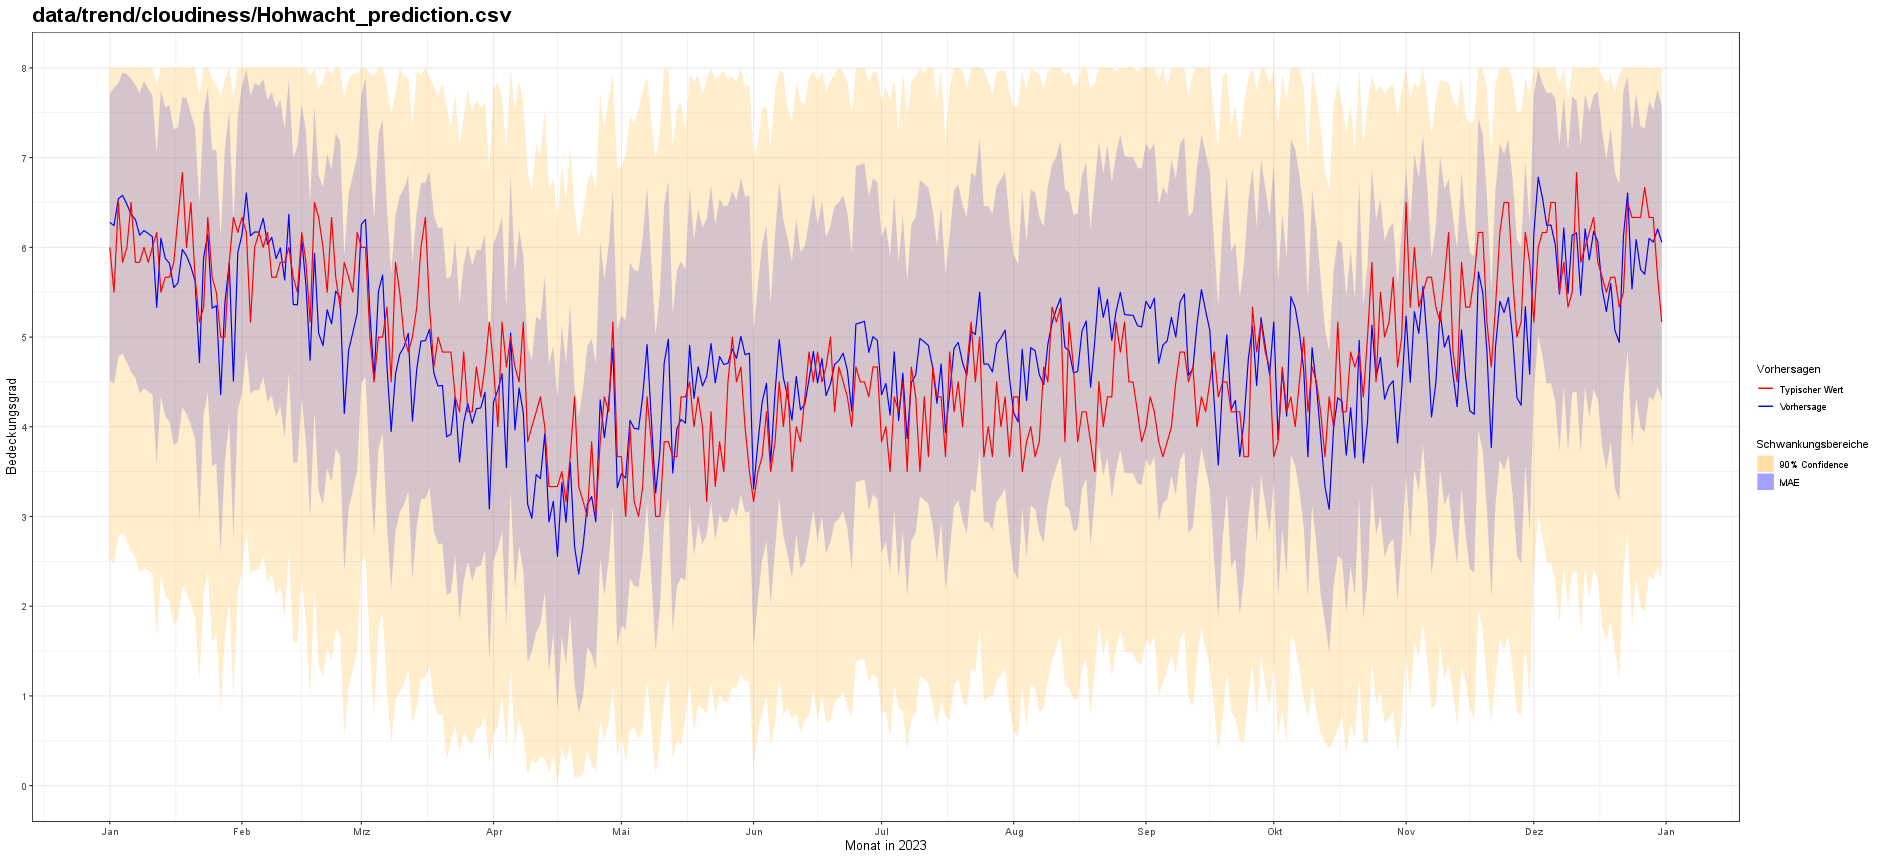 data/trend/cloudiness/Hohwacht_prediction.csv
8
7
6
5
4
3
2
1
0
Bedeckungsgrad
Jan Feb Mrz Apr Mai Jun Jul Aug Sep Okt Nov Dez Jan
Monat in 2023
Vorhersagen
Typischer Wert
Vorhersage
Schwankungsbereiche
90% Confidence
MAE